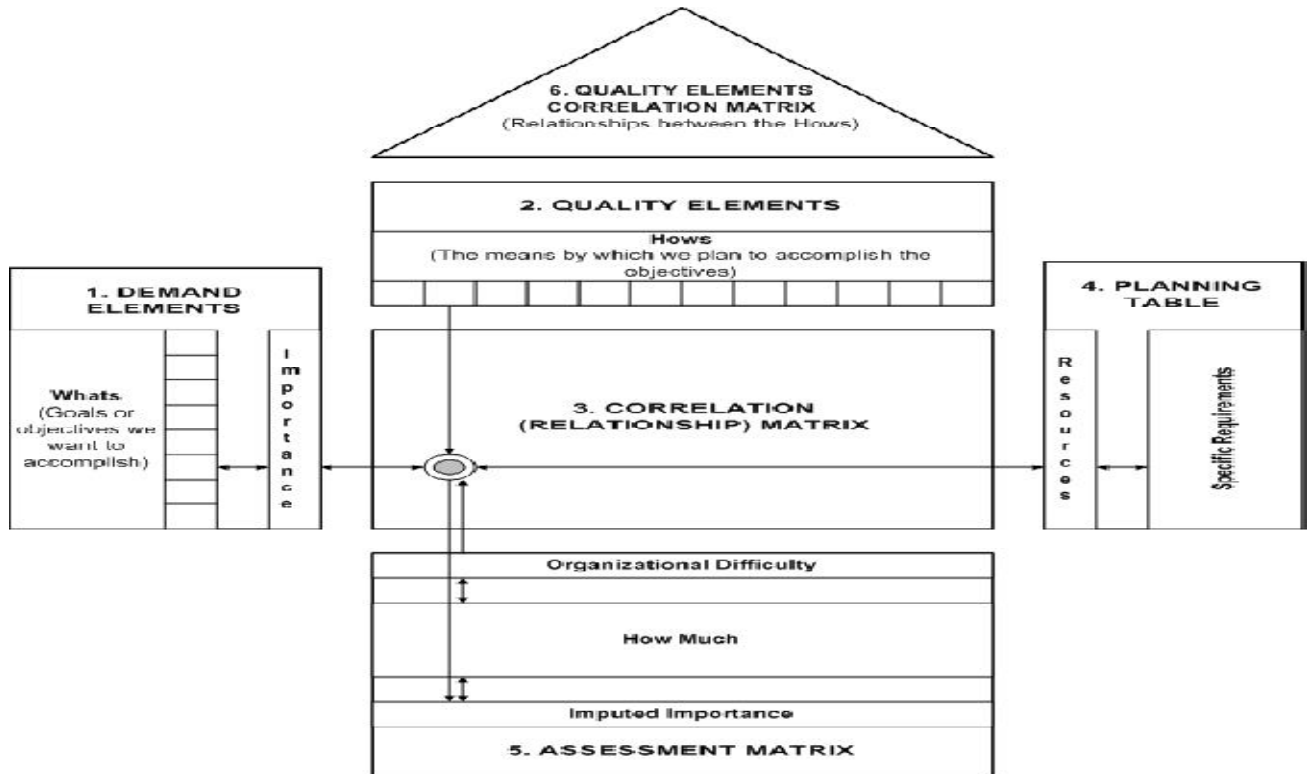 6. QUALITY ELEMENTS
CORRELATION MATRIX
(Relationships between the Hows)
2. QUALITY ELEMENTS
Hows
(The means by which we plan to accomplish the
objectives)
1. DEMAND
ELEMENTS
Whats
(Goals or
objectives we
want to
accomplish)
Importance
3. CORRELATION
(RELATIONSHIP) MATRIX
4. PLANNING
TABLE
Resources
Specific Requirements
Organizational Difficulty
How Much
Imputed Importance
5. ASSESSMENT MATRIX